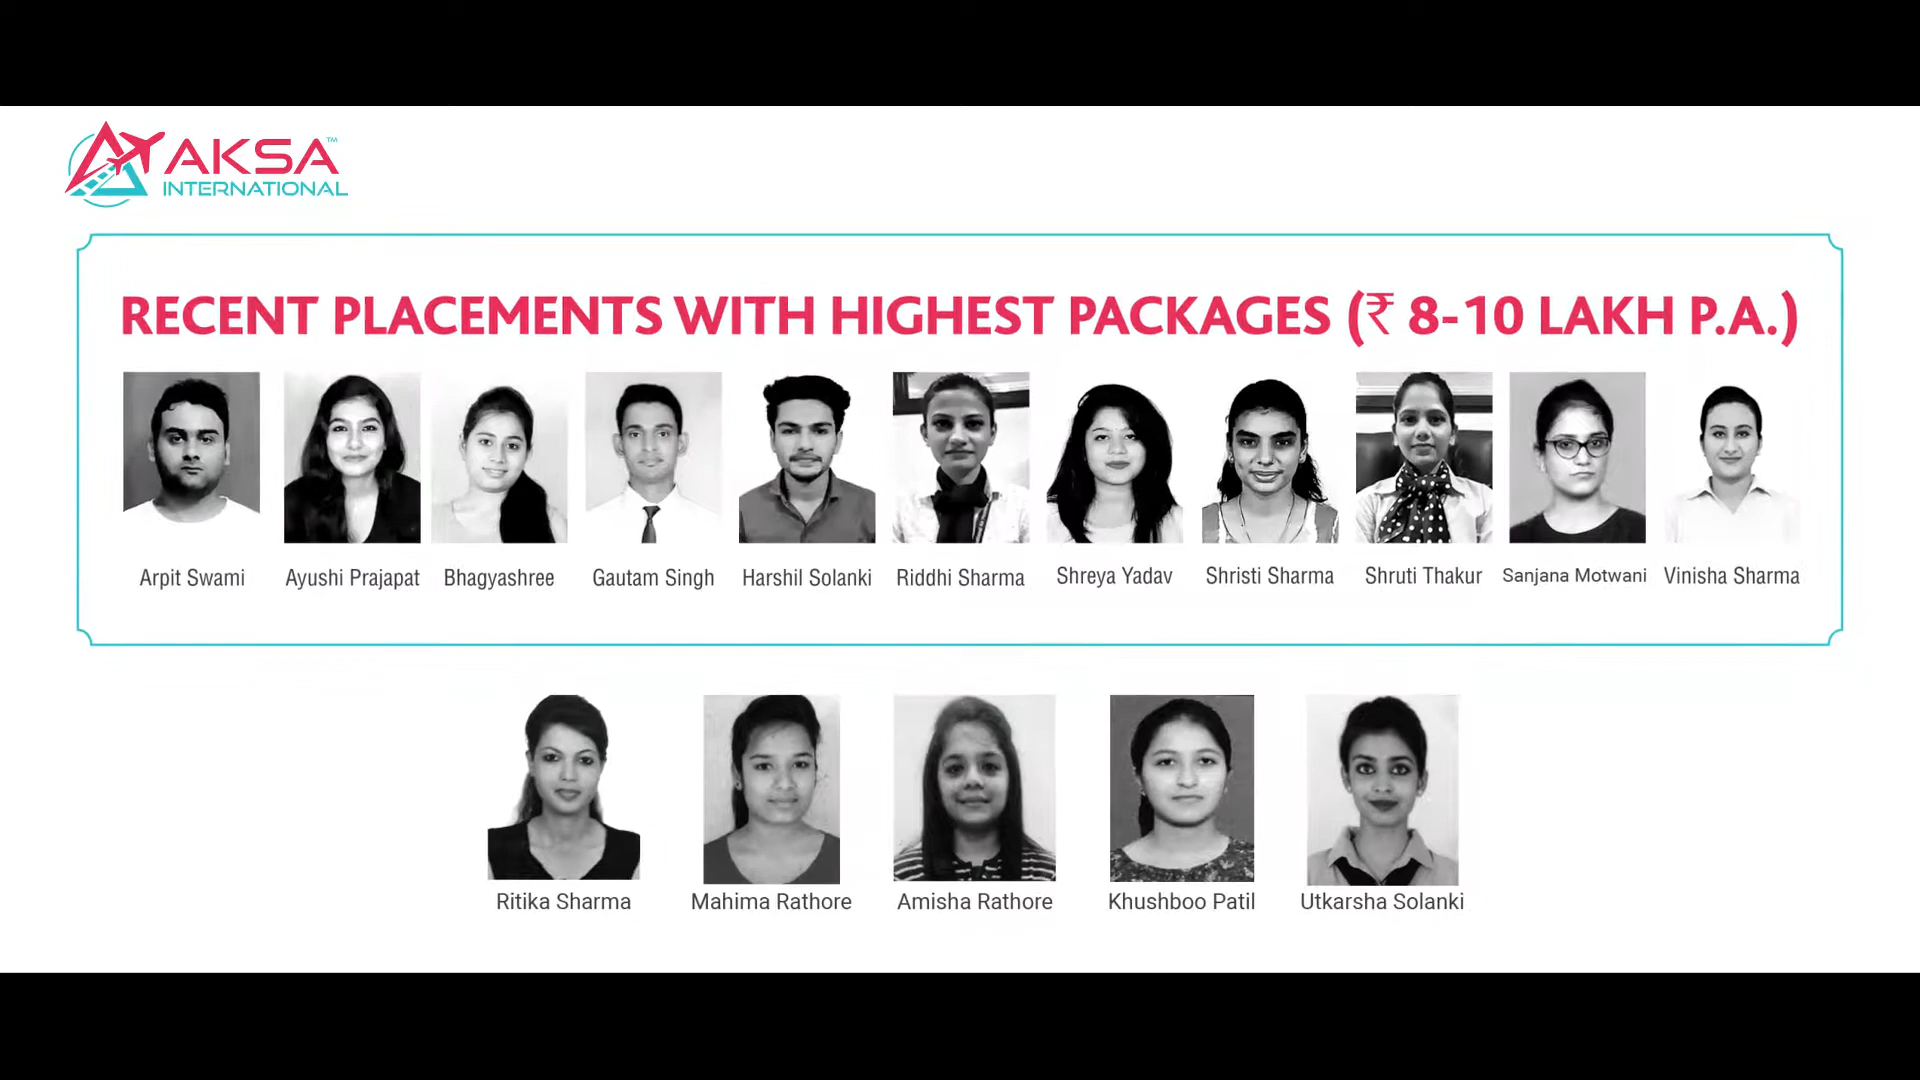 AKSA™
INTERNATIONAL
RECENT PLACEMENTS WITH HIGHEST PACKAGES (₹ 8-10 LAKH P.A.)
Arpit Swami Ayushi Prajapat Bhagyashree Gautam Singh Harshil Solanki Riddhi Sharma Shreya Yadav Shristi Sharma Shruti Thakur Sanjana Motwani Vinisha Sharma
Ritika Sharma Mahima Rathore Amisha Rathore Khushboo Patil Utkarsha Solanki